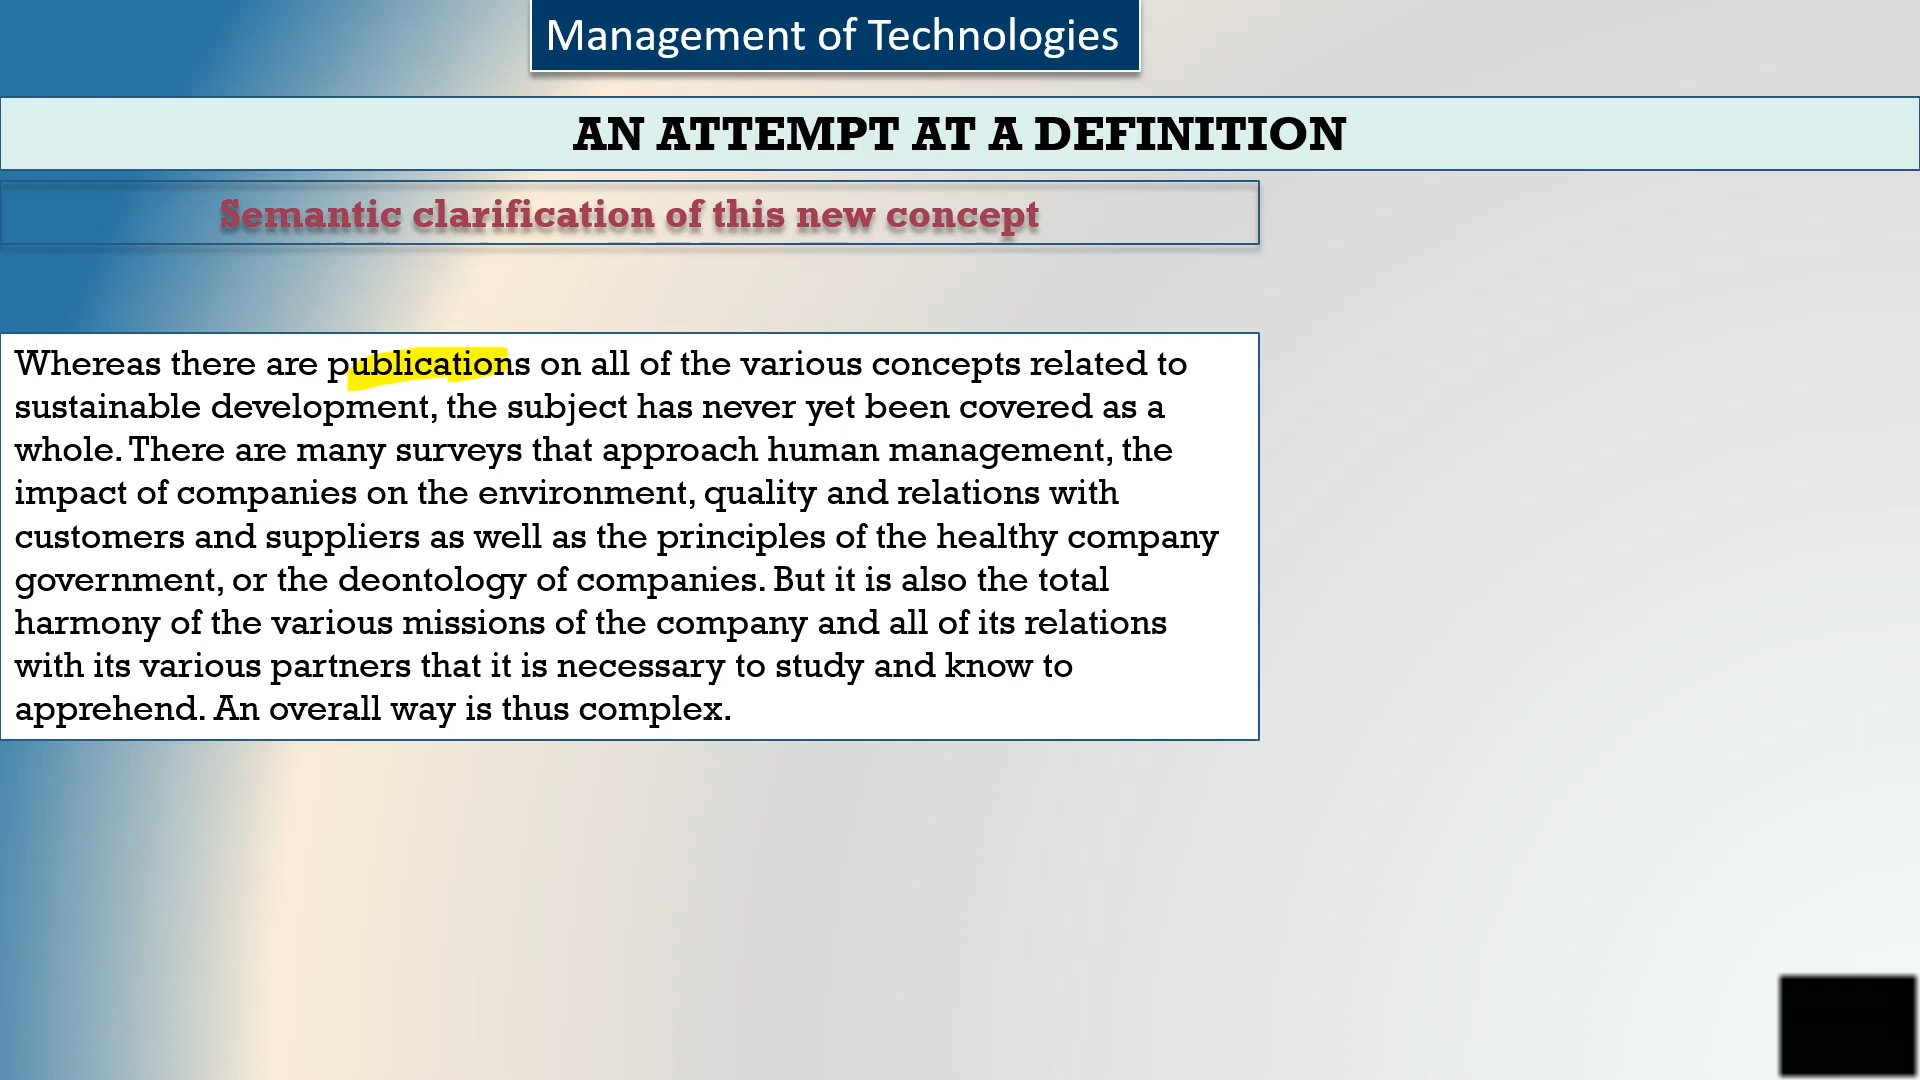 Management of Technologies
AN ATTEMPT AT A DEFINITION
Semantic clarification of this new concept
Whereas there are publications on all of the various concepts related to
sustainable development, the subject has never yet been covered as a
whole. There are many surveys that approach human management, the
impact of companies on the environment, quality and relations with
customers and suppliers as well as the principles of the healthy company
government, or the deontology of companies. But it is also the total
harmony of the various missions of the company and all of its relations
with its various partners that it is necessary to study and know to
apprehend. An overall way is thus complex.